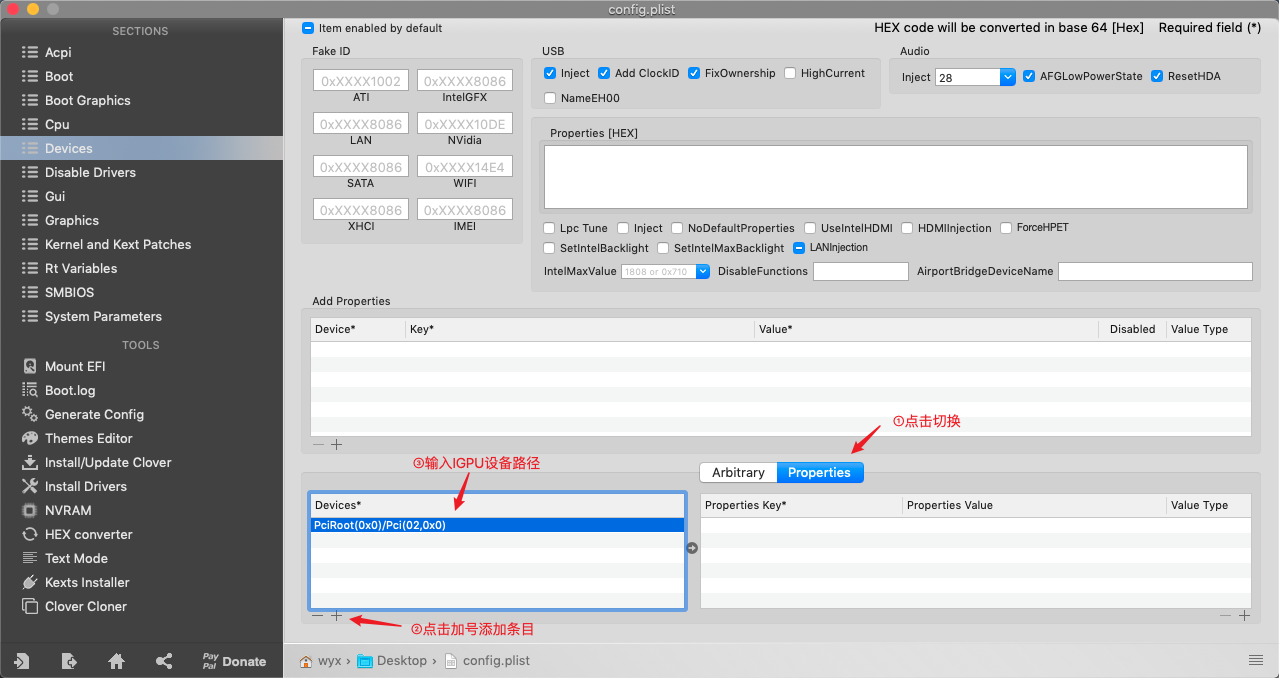 config.plist
SECTIONS
Acpi
Boot
Boot Graphics
Cpu
Devices
Disable Drivers
Gui
Graphics
Kernel and Kext Patches
Rt Variables
SMBIOS
System Parameters
TOOLS
Mount EFI
Boot.log
Generate Config
Themes Editor
Install/Update Clover
Install Drivers
NVRAM
HEX converter
Text Mode
Kexts Installer
Clover Cloner
Pay Pal Donate
Item enabled by default
HEX code will be converted in base 64 [Hex] Required field (*)
Fake ID
0xXXXX1002 0xXXXX8086
ATI IntelGFX
0xXXXX8086 0xXXXX10DE
LAN NVidia
0xXXXX8086 0xXXXX14E4
SATA WIFI
0xXXXX8086 0xXXXX8086
XHCI IMEI
USB
Inject Add ClockID FixOwnership HighCurrent
NameEH00
Audio
Inject 28 AFGLowPowerState ResetHDA
Properties [HEX]
Lpc Tune Inject NoDefaultProperties UseIntelHDMI HDMIInjection ForceHPET
SetIntelBacklight SetIntelMaxBacklight LANInjection
IntelMaxValue 1808 or 0x710 DisableFunctions AirportBridgeDeviceName
Add Properties
Device* Key* Value* Disabled Value Type
①点击切换
③输入IGPU设备路径
Arbitrary Properties
Devices*
PciRoot(0x0)/Pci(02,0x0)
Properties Key* Properties Value Value Type
②点击加号添加条目
wyx › Desktop › config.plist